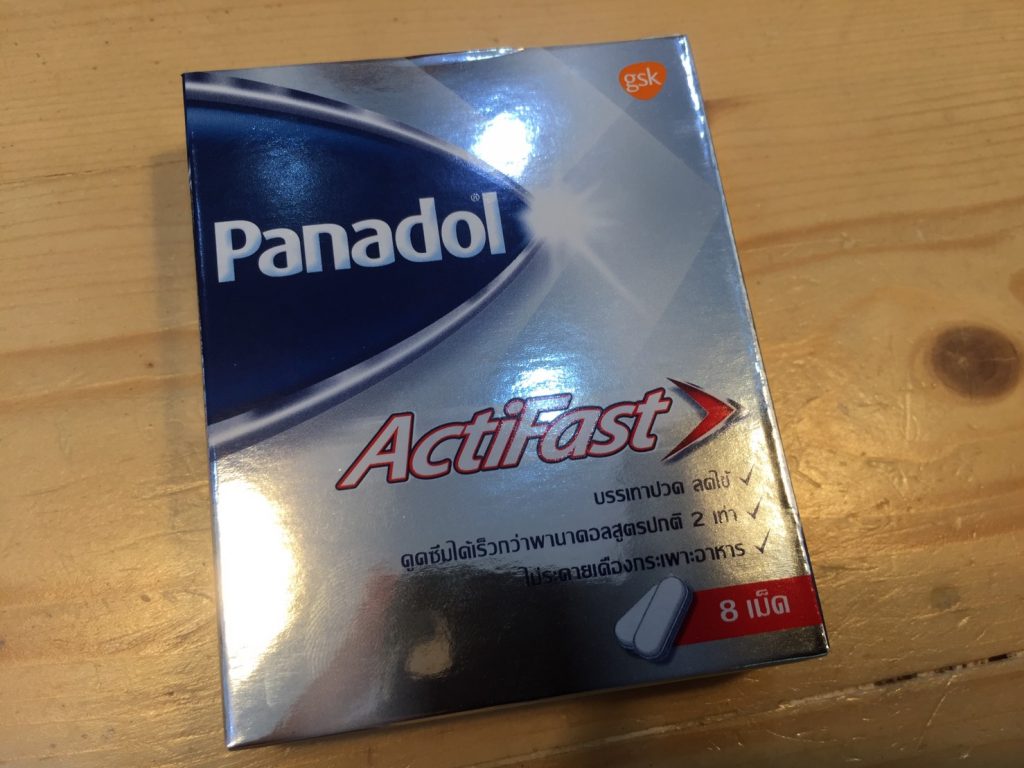 gsk
Panadol®
ActiFast
บรรเทาปวด ลดไข้ ✓
ดูดซึมได้เร็วกว่าพานาดอลสูตรปกติ 2 เท่า ✓
ไม่ระคายเคืองกระเพาะอาหาร ✓
8 เม็ด